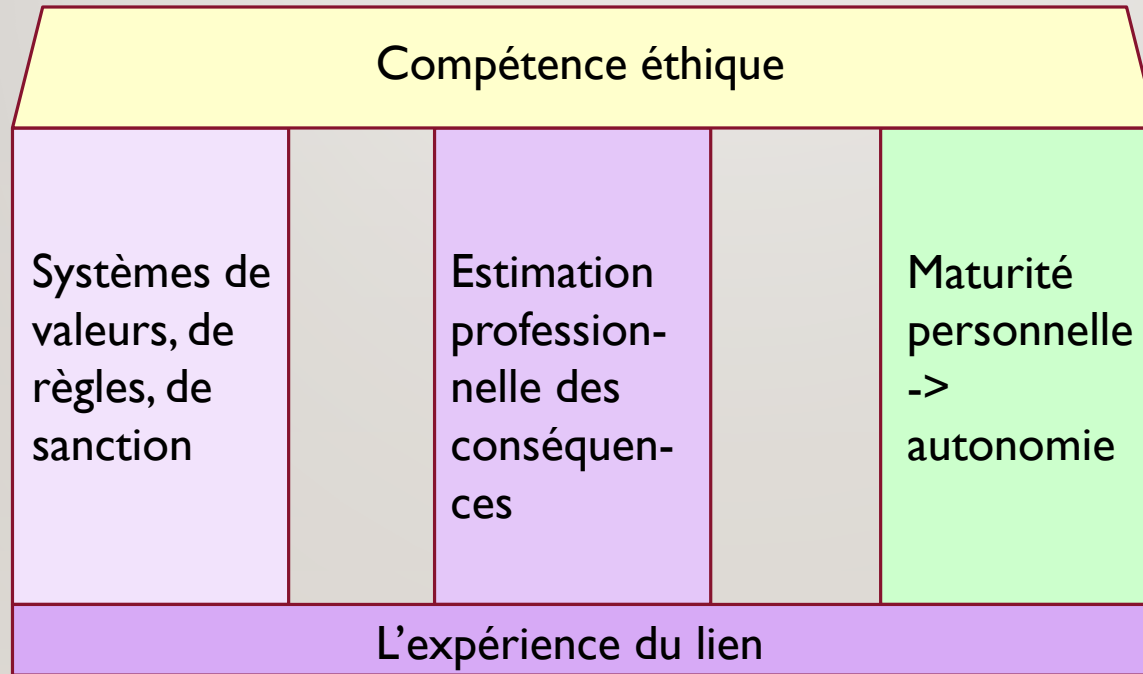 Compétence éthique
Systèmes de
valeurs, de
règles, de
sanction
Estimation
profession-
nelle des
conséquen-
ces
Maturité
personnelle
->
autonomie
L’expérience du lien